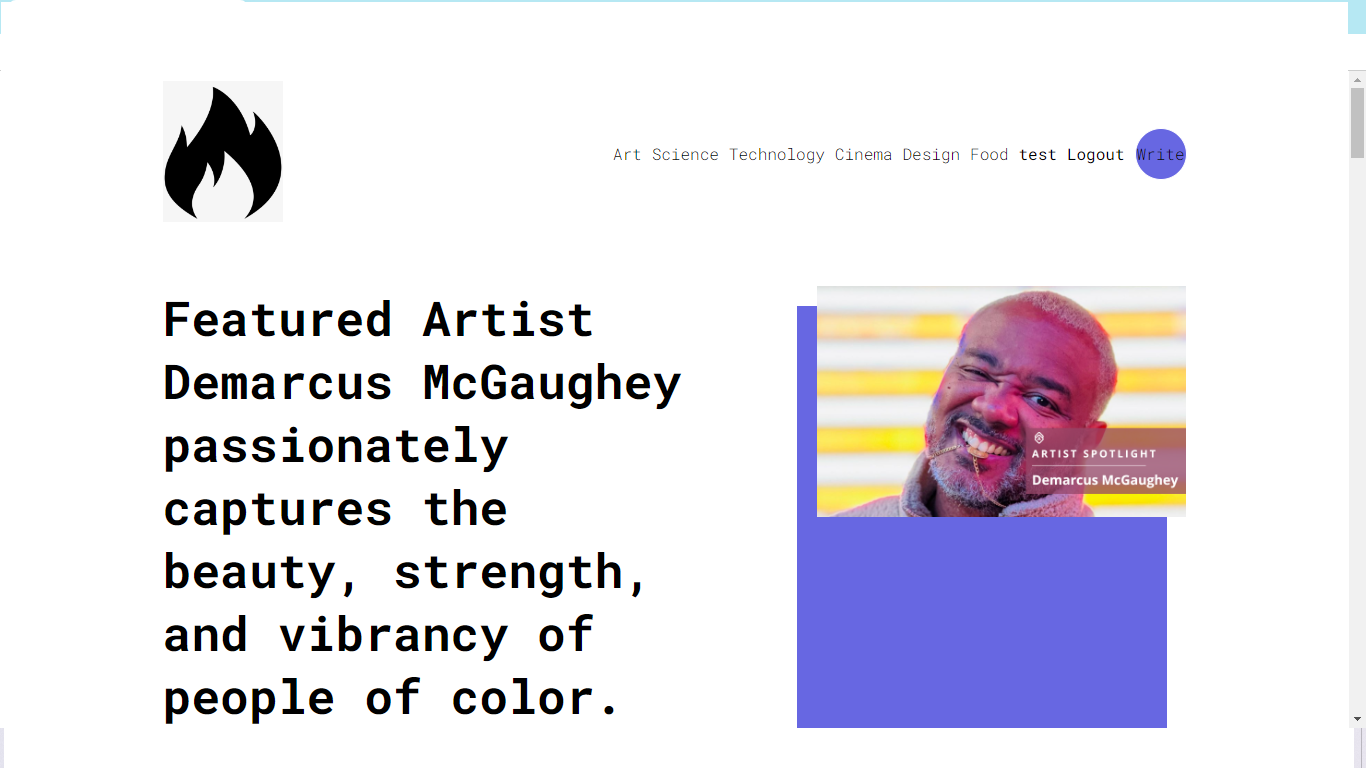 Art Science Technology Cinema Design Food test Logout Write
Featured Artist
Demarcus McGaughey
passionately
captures the
beauty, strength,
and vibrancy of
people of color.
ARTIST SPOTLIGHT
Demarcus McGaughey